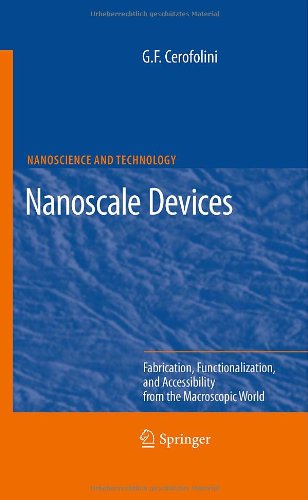 Urheberrechtlich geschütztes Material
G.F. Cerofolini
NANOSCIENCE AND TECHNOLOGY
Nanoscale Devices
Fabrication, Functionalization,
and Accessibility
from the Macroscopic World
Springer
Urheberrechtlich geschütztes Material